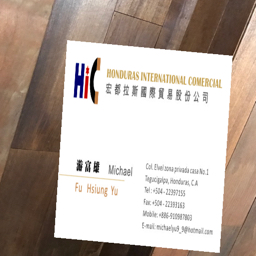 HiC
HONDURAS INTERNATIONAL COMERCIAL
宏都拉斯國際貿易股份公司
游富雄 Michael
Fu Hsiung Yu
Col. Elvel zona privada casa No.1
Tegucigalpa, Honduras, C.A
Tel : +504 - 22397155
Fax: +504 - 22393163
Mobile: +886-910987803
E-mail: michaelyu9_9@hotmail.com